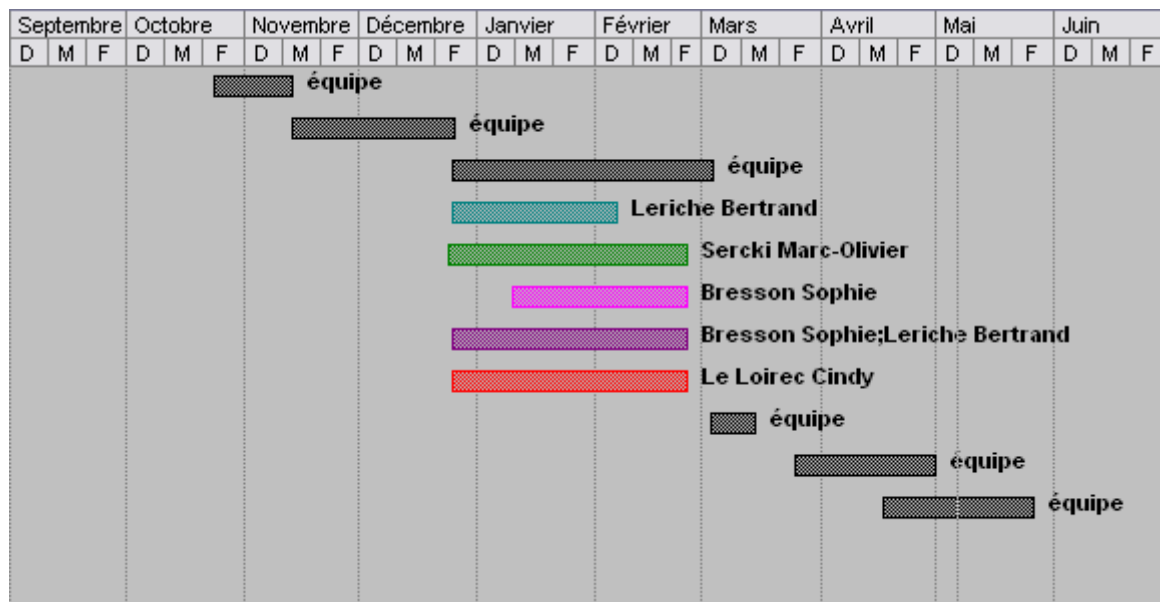 Septembre Octobre Novembre Décembre Janvier Février Mars Avril Mai Juin
D M F D M F D M F D M F D M F D M F D M F D M F D M F D M F
équipe
équipe
équipe
Leriche Bertrand
Sercki Marc-Olivier
Bresson Sophie
Bresson Sophie;Leriche Bertrand
Le Loirec Cindy
équipe
équipe
équipe